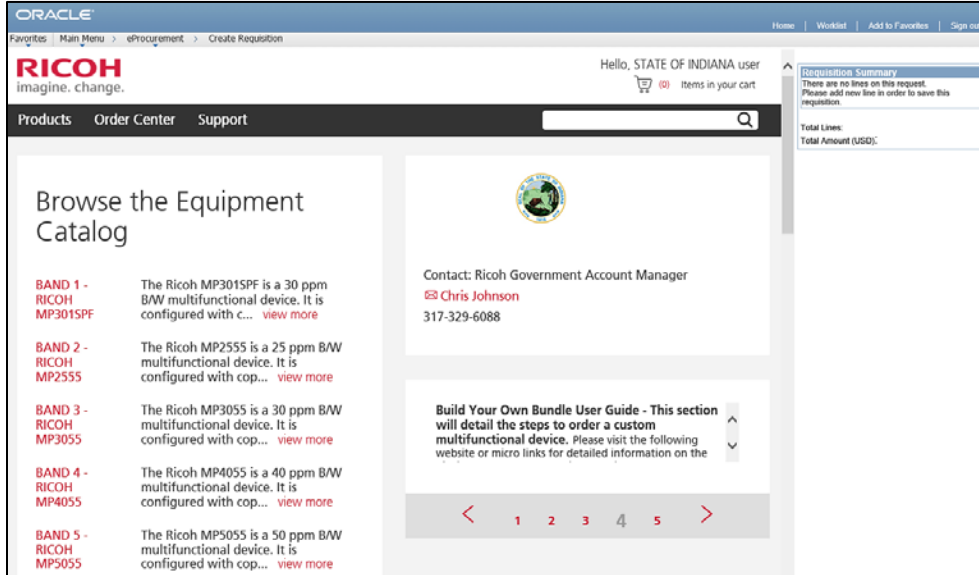 ORACLE
Home | Worklist | Add to Favorites | Sign ou
Favorites | Main Menu > eProcurement > Create Requisition
RICOH
imagine. change.
Hello, STATE OF INDIANA user
(0) Items in your cart
Products Order Center Support
Browse the Equipment
Catalog
BAND 1 -
RICOH
MP301SPF
The Ricoh MP301SPF is a 30 ppm
B/W multifunctional device. It is
configured with c... view more
BAND 2 -
RICOH
MP2555
The Ricoh MP2555 is a 25 ppm B/W
multifunctional device. It is
configured with cop... view more
BAND 3 -
RICOH
MP3055
The Ricoh MP3055 is a 30 ppm B/W
multifunctional device. It is
configured with cop... view more
BAND 4 -
RICOH
MP4055
The Ricoh MP4055 is a 40 ppm B/W
multifunctional device. It is
configured with cop... view more
BAND 5 -
RICOH
MP5055
The Ricoh MP5055 is a 50 ppm B/W
multifunctional device. It is
configured with cop... view more
Contact: Ricoh Government Account Manager
Chris Johnson
317-329-6088
Build Your Own Bundle User Guide - This section
will detail the steps to order a custom
multifunctional device. Please visit the following
website or micro links for detailed information on the
< 1 2 3 4 5 >
Requisition Summary
There are no lines on this request.
Please add new line in order to save this
requisition.
Total Lines:
Total Amount (USD):